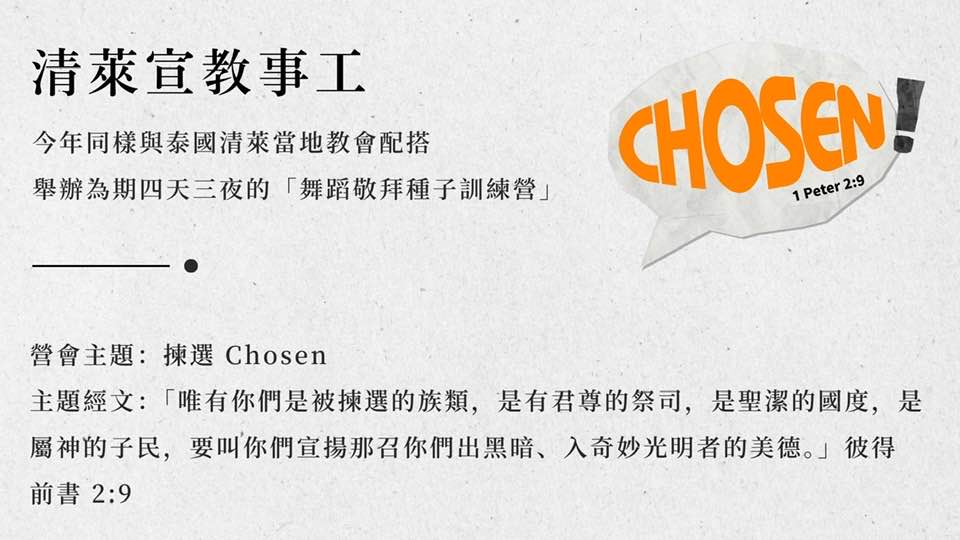 清萊宣教事工
今年同樣與泰國清萊當地教會配搭
舉辦為期四天三夜的「舞蹈敬拜種子訓練營」
CHOSEN!
1 Peter 2:9
營會主題：揀選 Chosen
主題經文：「唯有你們是被揀選的族類，是有君尊的祭司，是聖潔的國度，是
屬神的子民，要叫你們宣揚那召你們出黑暗、入奇妙光明者的美德。」彼得
前書 2:9